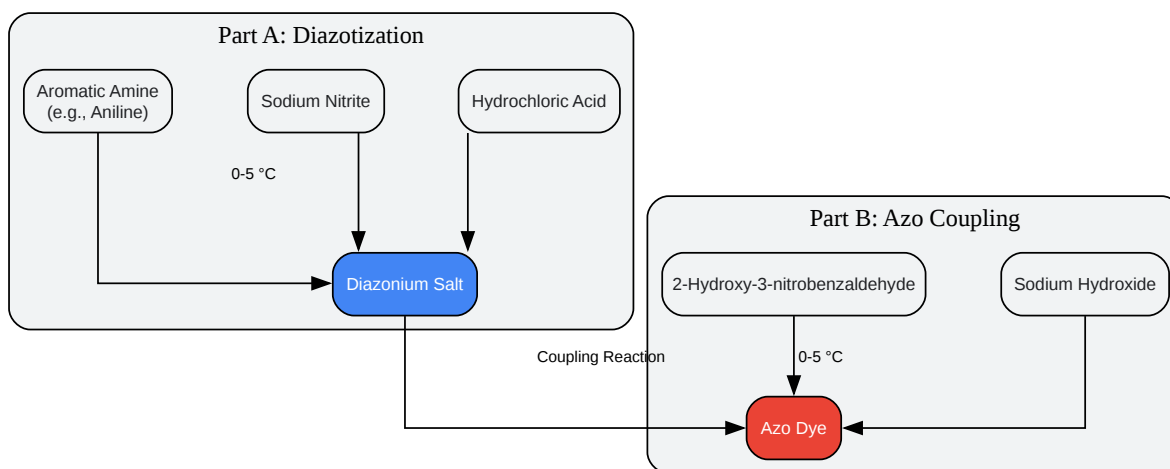 Part A: Diazotization
Aromatic Amine
(e.g., Aniline)
Sodium Nitrite
Hydrochloric Acid
0-5 °C
Diazonium Salt
Part B: Azo Coupling
2-Hydroxy-3-nitrobenzaldehyde
Sodium Hydroxide
Coupling Reaction
0-5 °C
Azo Dye